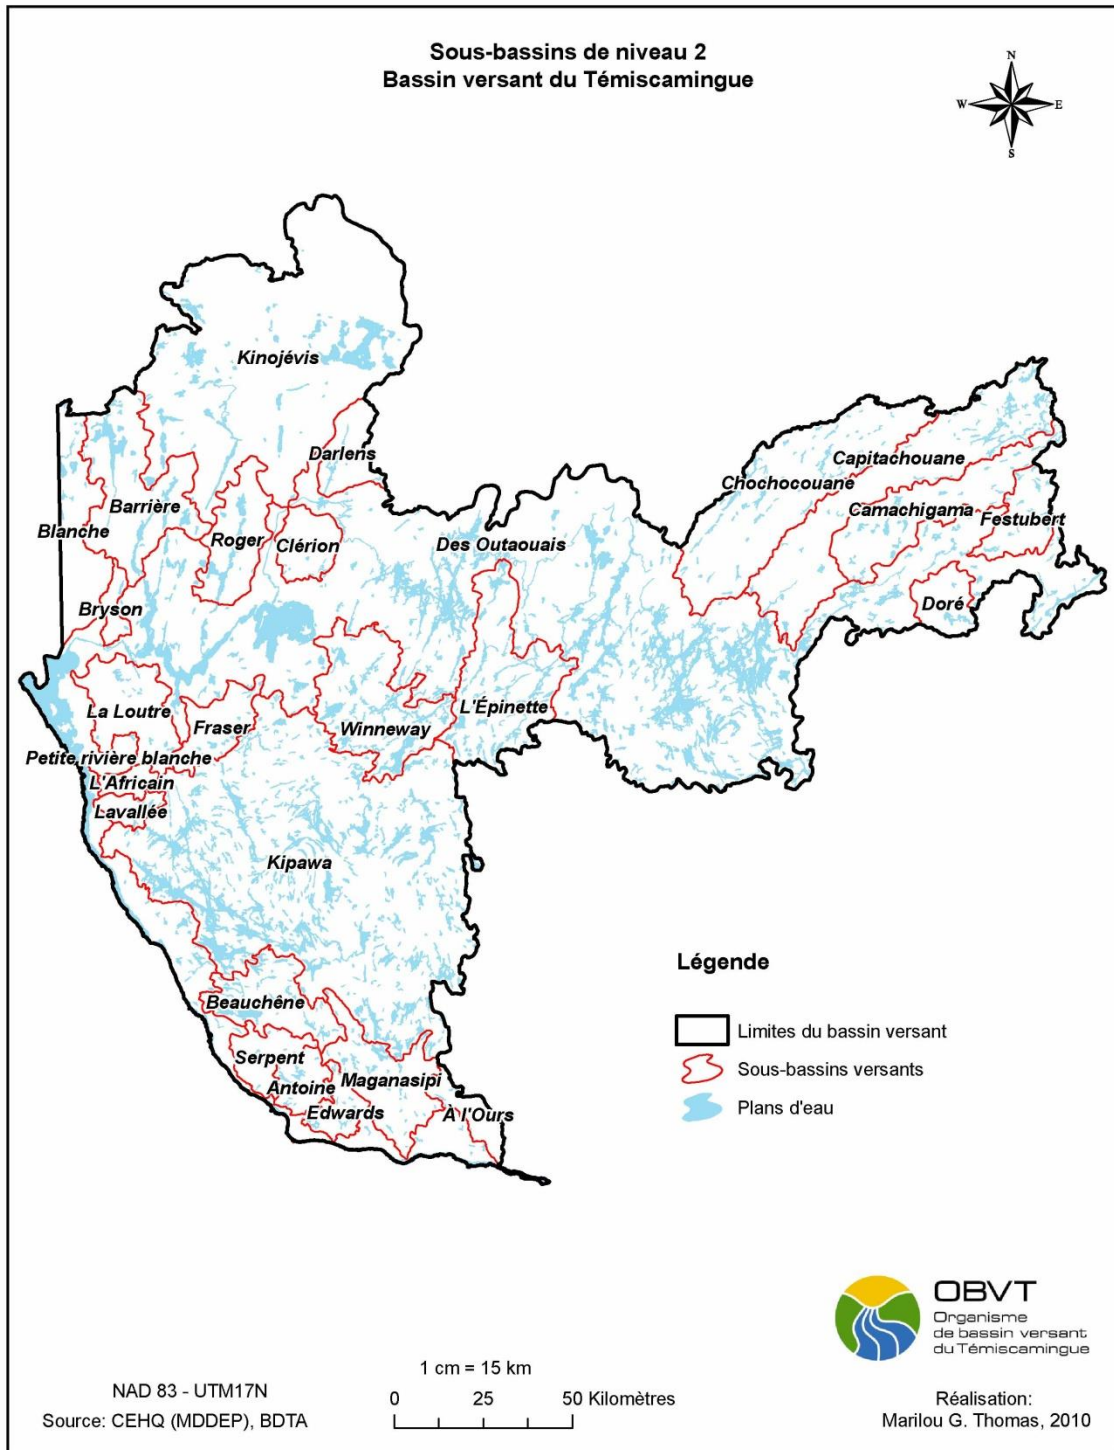 Sous-bassins de niveau 2
Bassin versant du Témiscamingue
N
W
E
S
Kinojévis
Darlens
Capitachouane
Chochocouane
Barrière
Camachigama
Festubert
Blanche
Roger
Clérion
Des Outaouais
Bryson
Doré
La Loutre
Fraser
Winneway
L'Épinette
Petite rivière blanche
L'Africain
Lavallée
Kipawa
Beauchêne
Serpent
Antoine
Maganasipi
Edwards
À l'Ours
Légende
Limites du bassin versant
Sous-bassins versants
Plans d'eau
OBVT
Organisme
de bassin versant
du Témiscamingue
1 cm = 15 km
0 25 50 Kilomètres
NAD 83 - UTM17N
Source: CEHQ (MDDEP), BDTA
Réalisation:
Marilou G. Thomas, 2010